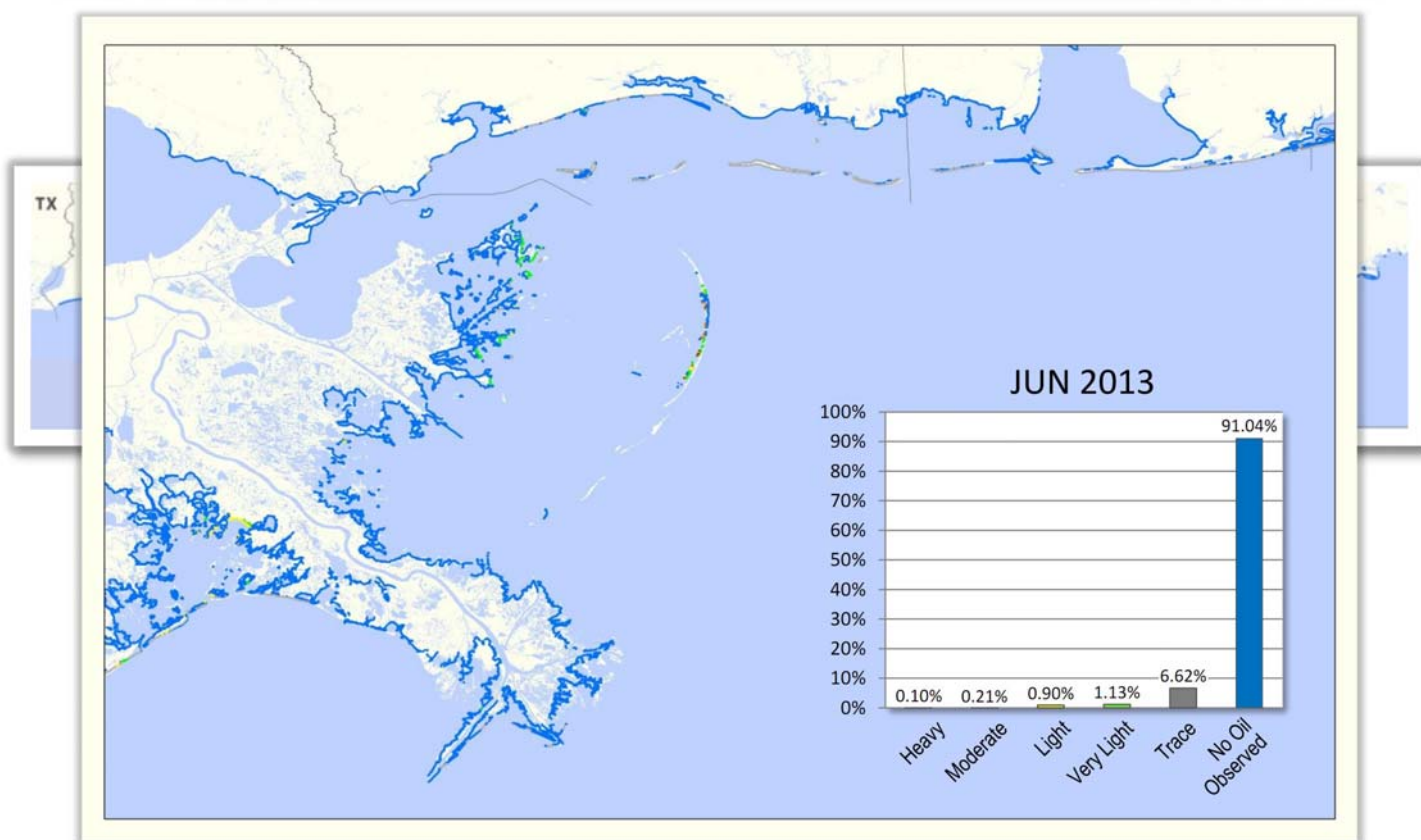 TX
JUN 2013
100%
90%
80%
70%
60%
50%
40%
30%
20%
10%
0%
0.10%
0.21%
0.90%
1.13%
6.62%
91.04%
Heavy
Moderate
Light
Very Light
Trace
No Oil
Observed